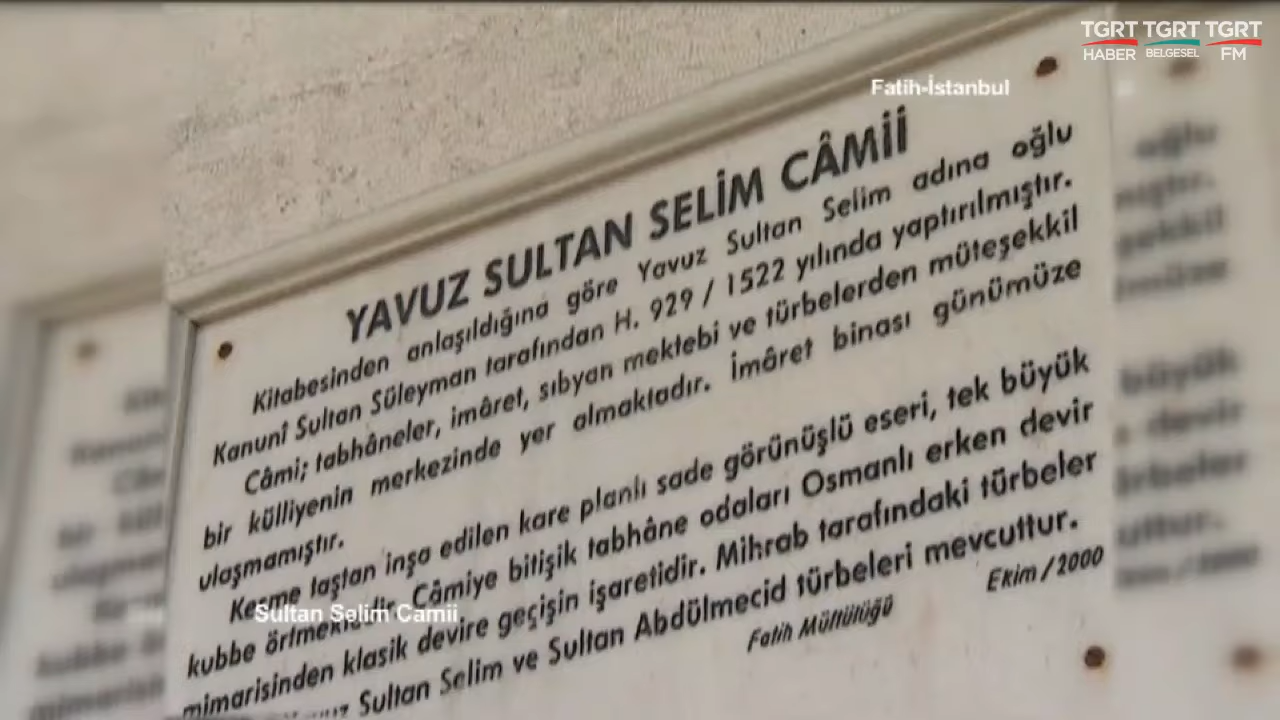 TGRT TGRT TGRT
HABER BELGESEL FM
Fatih-İstanbul
YAVUZ SULTAN SELİM CÂMİİ
Kitabesinden anlaşıldığına göre Yavuz Sultan Selim adına oğlu
Kanunî Sultan Süleyman tarafından H. 929 / 1522 yılında yaptırılmıştır.
Câmi; tabhâneler, imâret, sıbyan mektebi ve türbelerden müteşekkil
bir külliyenin merkezinde yer almaktadır. İmâret binası günümüze
ulaşmamıştır.
Kesme taştan inşa edilen kare planlı sade görünüşlü eseri, tek büyük
kubbe örtmektedir. Câmiye bitişik tabhâne odaları Osmanlı erken devir
mimarisinden klasik devire geçişin işaretidir. Mihrab tarafındaki türbeler
Sultan Selim ve Sultan Abdülmecid türbeleri mevcuttur.
Fatih Müftülüğü
Ekim / 2000
Sultan Selim Camii